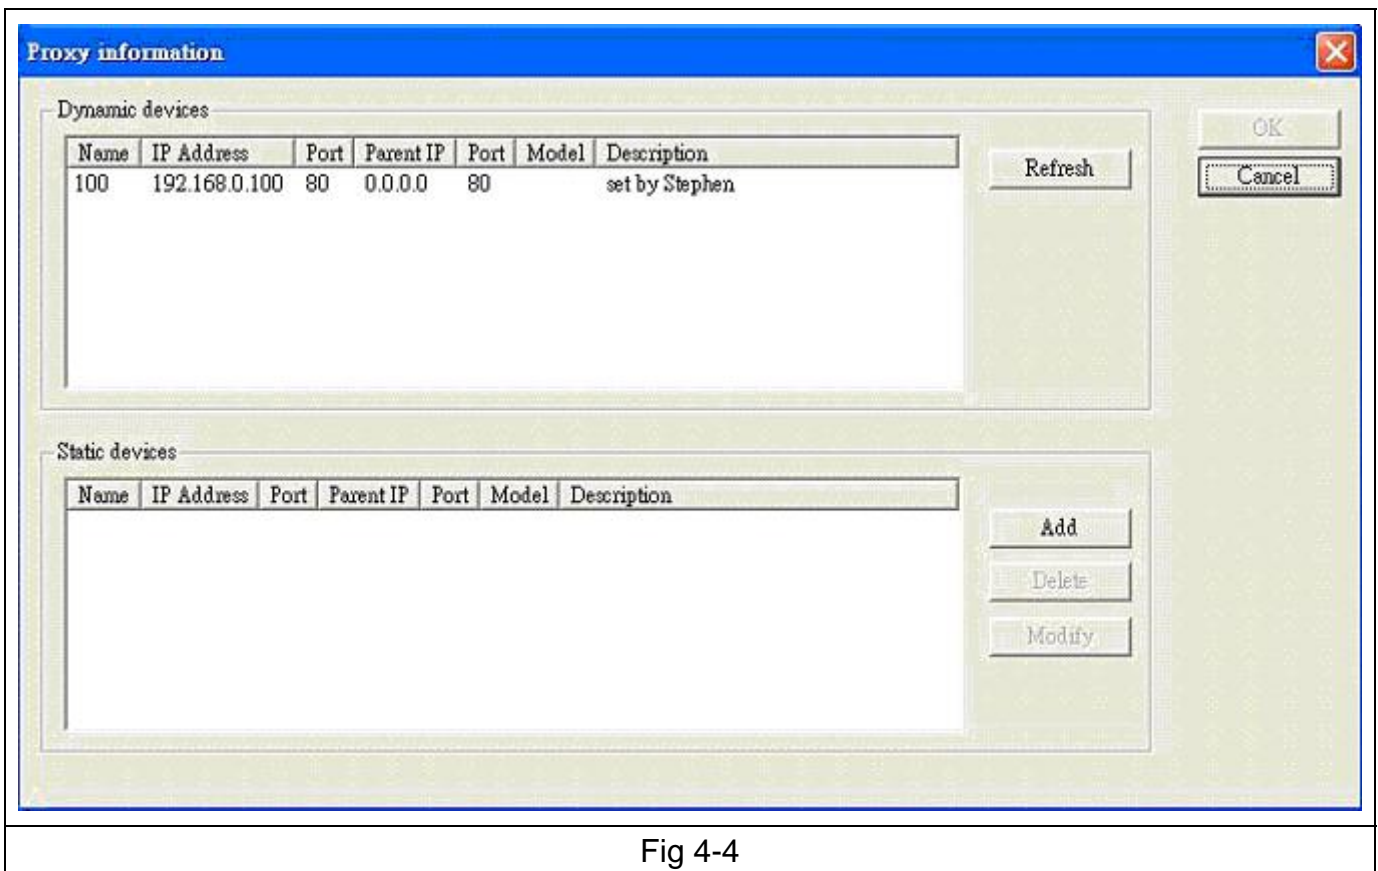 Proxy information
Dynamic devices
OK
Name IP Address Port Parent IP Port Model Description
Refresh
Cancel
100 192.168.0.100 80 0.0.0.0 80 set by Stephen
Static devices
Name IP Address Port Parent IP Port Model Description
Add
Delete
Modify
Fig 4-4